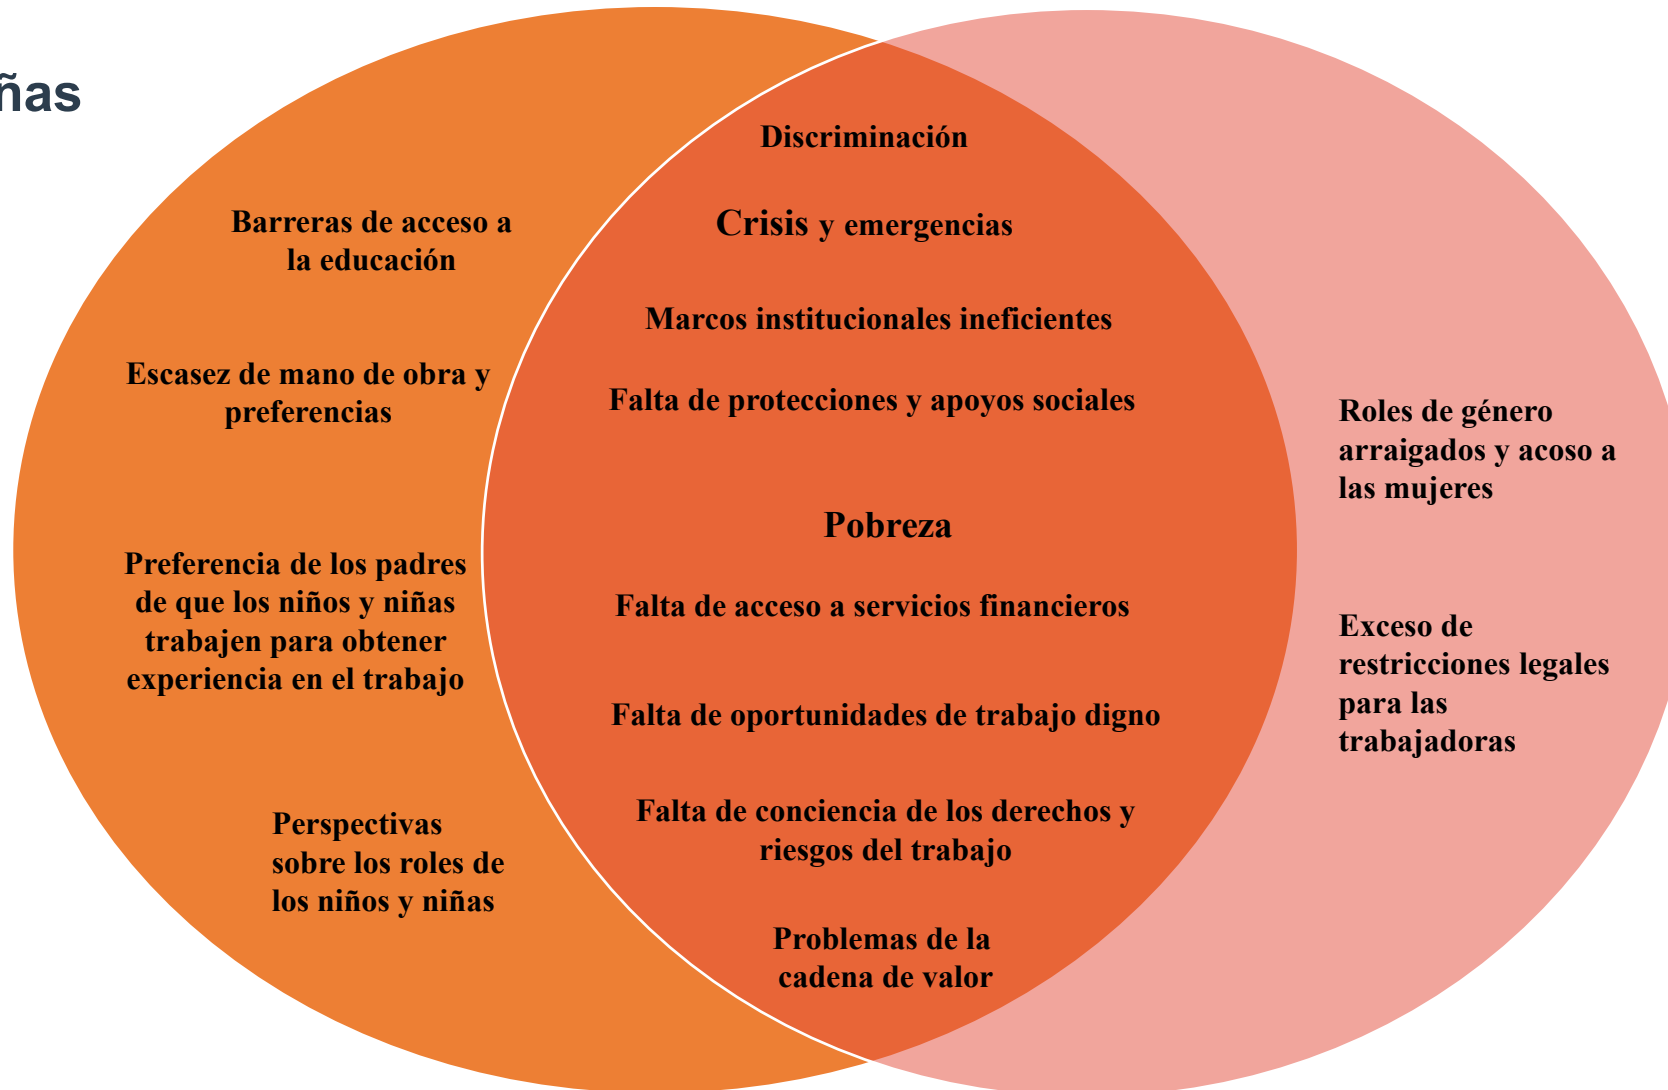 ñas
Barreras de acceso a
la educación
Escasez de mano de obra y
preferencias
Preferencia de los padres
de que los niños y niñas
trabajen para obtener
experiencia en el trabajo
Perspectivas
sobre los roles de
los niños y niñas
Discriminación
Crisis y emergencias
Marcos institucionales ineficientes
Falta de protecciones y apoyos sociales
Pobreza
Falta de acceso a servicios financieros
Falta de oportunidades de trabajo digno
Falta de conciencia de los derechos y
riesgos del trabajo
Problemas de la
cadena de valor
Roles de género
arraigados y acoso a
las mujeres
Exceso de
restricciones legales
para las
trabajadoras